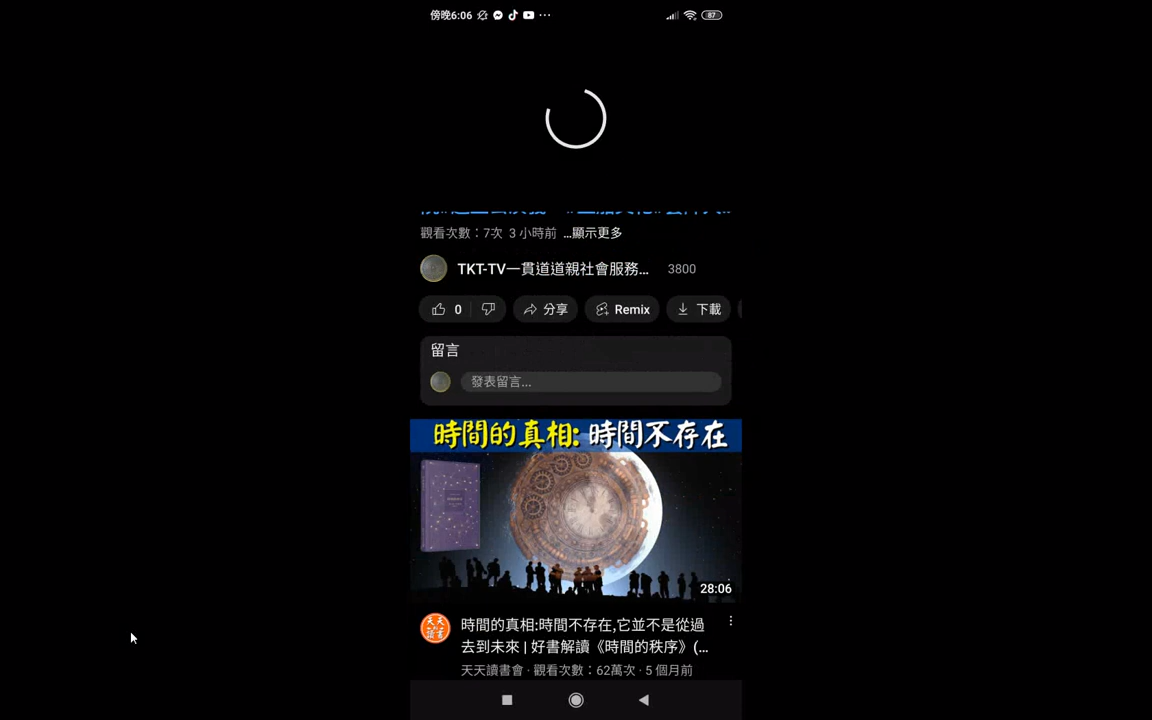 傍晚6:06
87
觀看次數：7次 3 小時前 ...顯示更多
TKT-TV一貫道道親社會服務... 3800
0 分享 Remix 下載
留言
發表留言...
時間的真相: 時間不存在
28:06
時間的真相:時間不存在,它並不是從過
去到未來 | 好書解讀《時間的秩序》(...
天天讀書會 · 觀看次數：62萬次 · 5 個月前